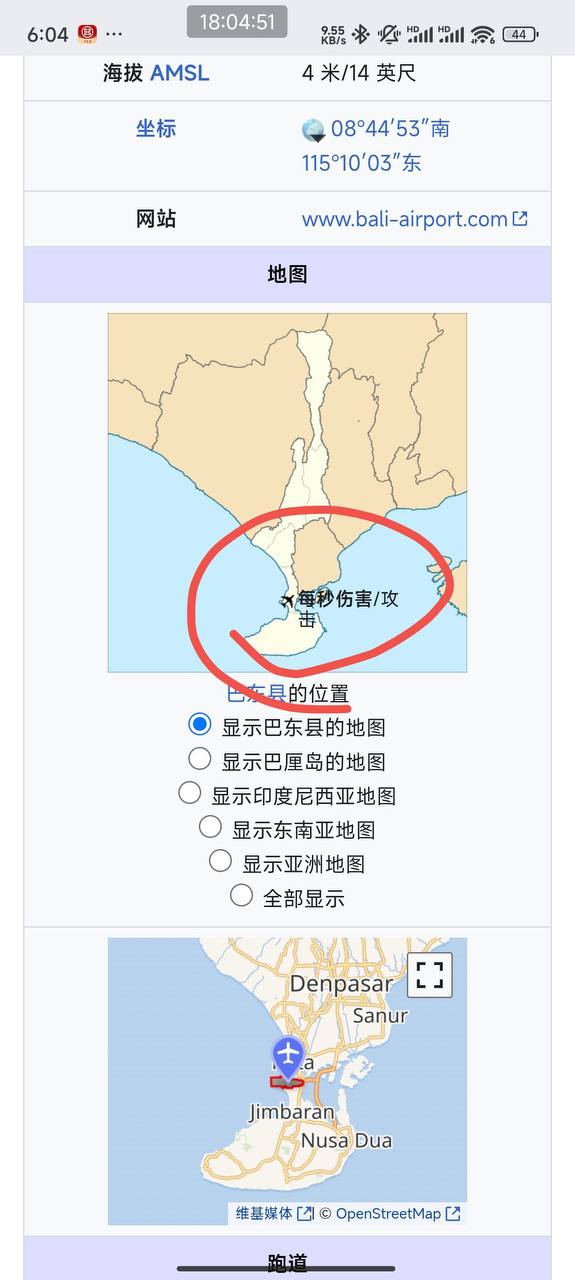 18:04:51
6:04 ··· 9.55 KB/s HD HD 6 44
海拔 AMSL 4 米/14 英尺
坐标 08°44′53″南
115°10′03″东
网站 www.bali-airport.com
地图
每秒伤害/攻
击
巴东县的位置
显示巴东县的地图
显示巴厘岛的地图
显示印度尼西亚地图
显示东南亚地图
显示亚洲地图
全部显示
Denpasar
Sanur
Jimbaran
Nusa Dua
维基媒体 | © OpenStreetMap
跑道